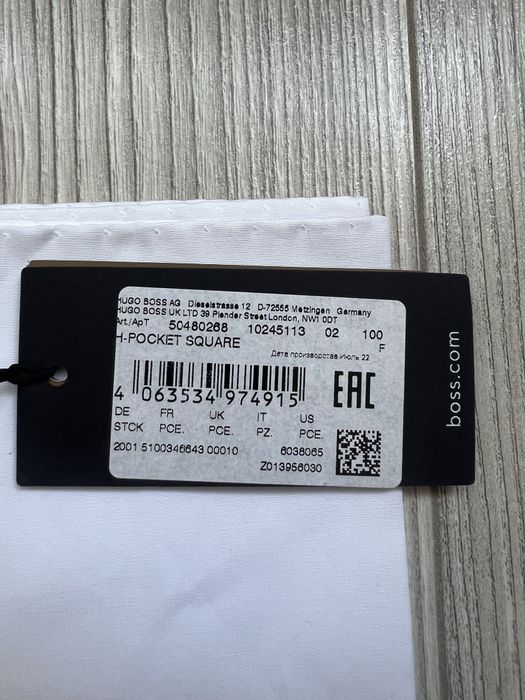 HUGO BOSS AG Dieselstrasse 12 D-72555 Metzingen Germany
HUGO BOSS UK LTD 39 Plender Street London, NW1 0DT
Art./Арт 50480268 10245113 02 100
H-POCKET SQUARE F
Дата производства Июль 22
4 063534 974915
EAC
DE FR UK IT US
STCK PCE. PCE. PZ. PCE.
2001 5100346643 00010 6038065
Z013956030
boss.com